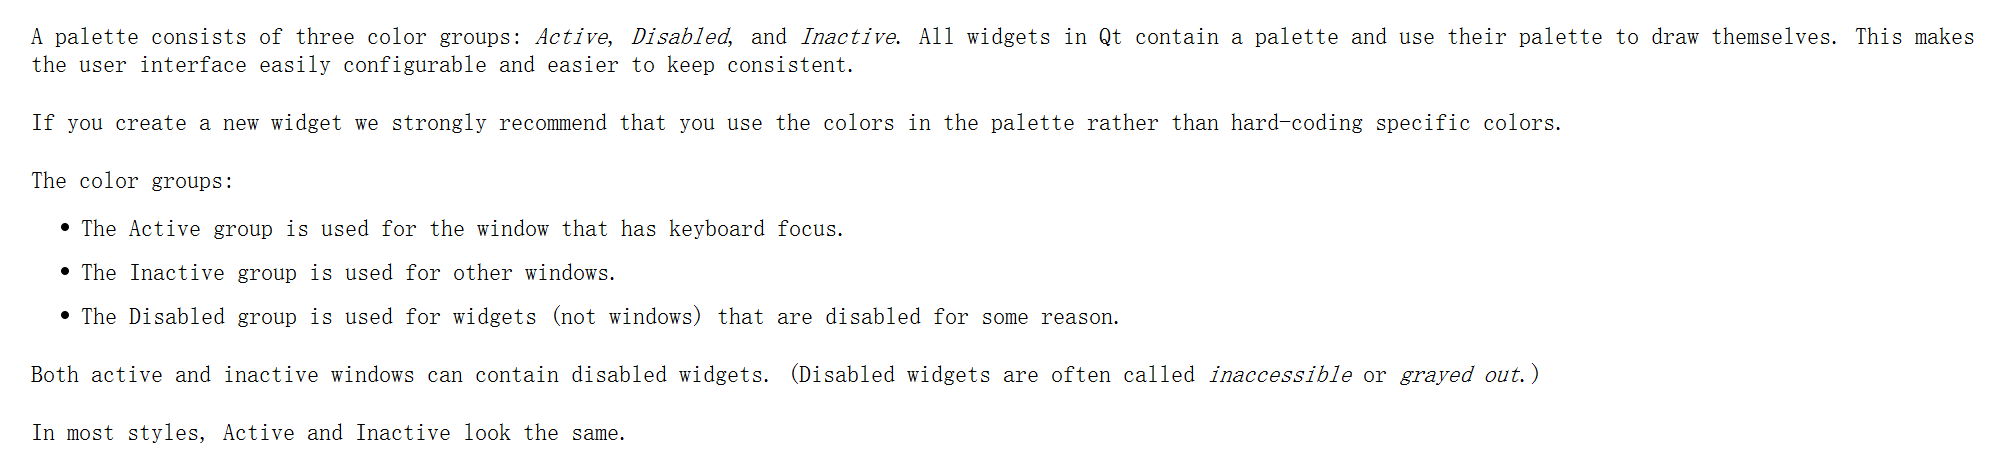 A palette consists of three color groups: Active, Disabled, and Inactive. All widgets in Qt contain a palette and use their palette to draw themselves. This makes
the user interface easily configurable and easier to keep consistent.
If you create a new widget we strongly recommend that you use the colors in the palette rather than hard-coding specific colors.
The color groups:
• The Active group is used for the window that has keyboard focus.
• The Inactive group is used for other windows.
• The Disabled group is used for widgets (not windows) that are disabled for some reason.
Both active and inactive windows can contain disabled widgets. (Disabled widgets are often called inaccessible or grayed out.)
In most styles, Active and Inactive look the same.